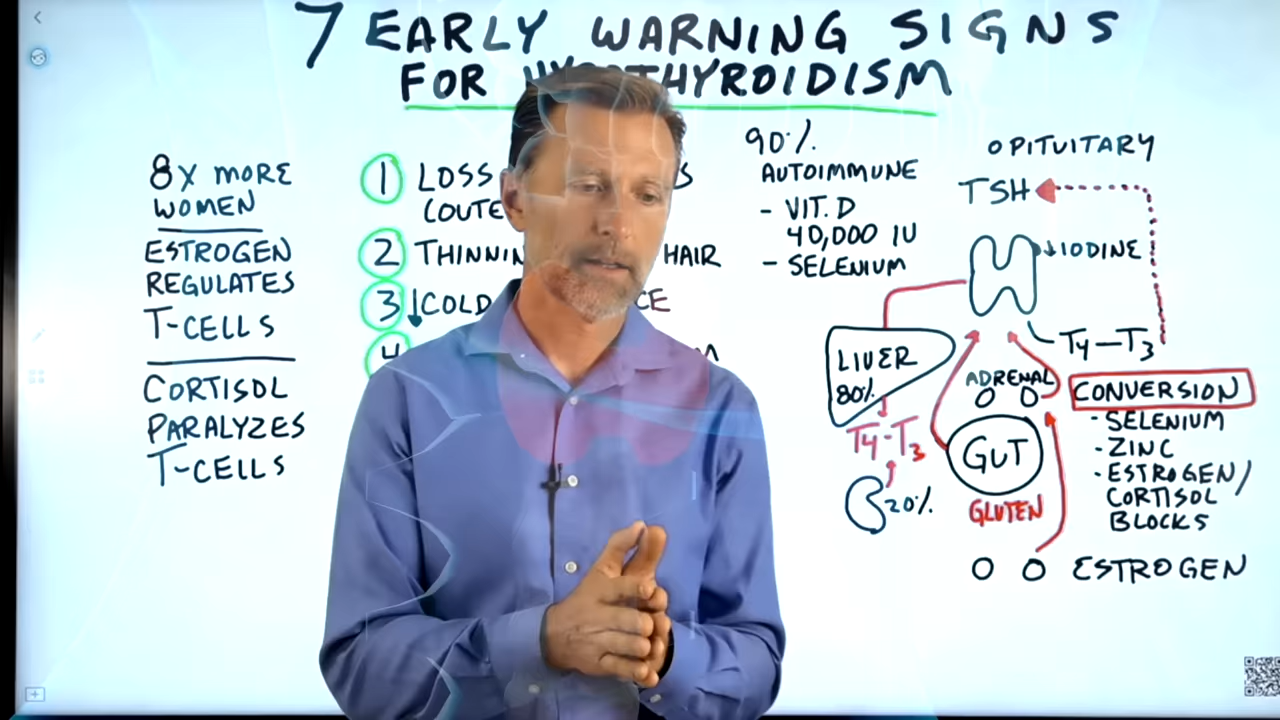 7 EARLY WARNING SIGNS
FOR HYPOTHYROIDISM
8X MORE
WOMEN
ESTROGEN
REGULATES
T-CELLS
CORTISOL
PARALYZES
T-CELLS
1 LOSS
2 THINNIN HAIR
3 ↓COLD
4
90%
AUTOIMMUNE
- VIT. D
40,000 IU
- SELENIUM
PITUITARY
TSH
↓IODINE
T4-T3
LIVER
80%
T4-T3
20%
ADRENAL
GUT
GLUTEN
CONVERSION
- SELENIUM
- ZINC
- ESTROGEN/
CORTISOL
BLOCKS
ESTROGEN